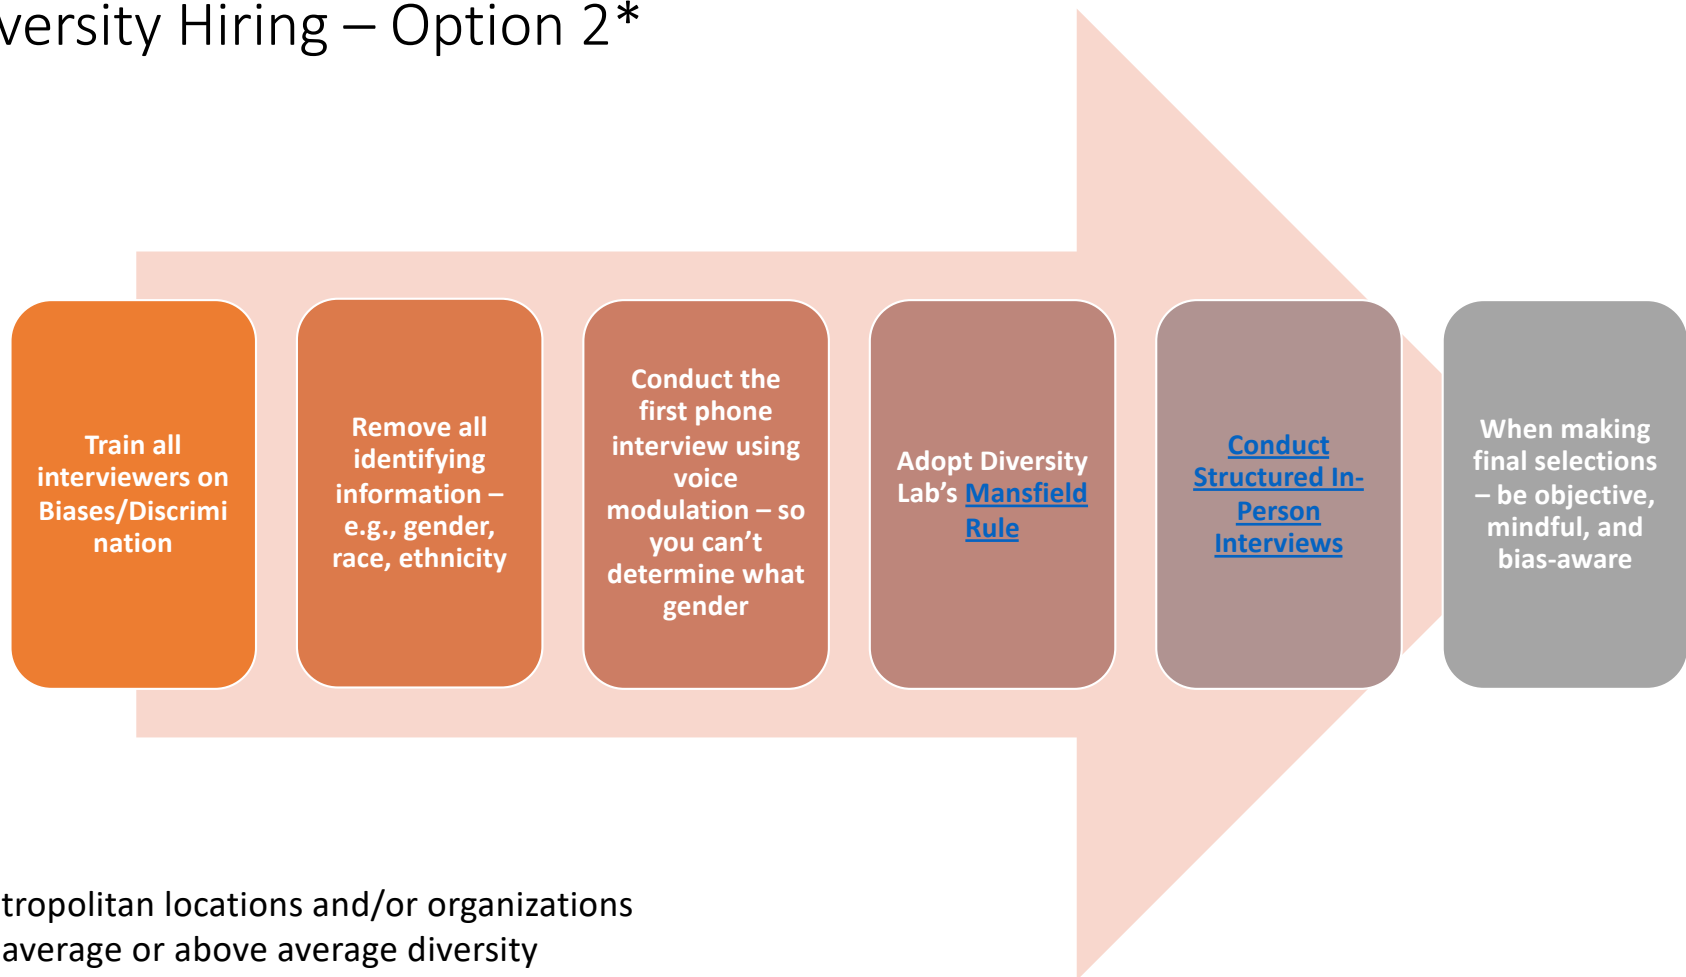 versity Hiring – Option 2*
Train all
interviewers on
Biases/Discrimi
nation
Remove all
identifying
information –
e.g., gender,
race, ethnicity
Conduct the
first phone
interview using
voice
modulation – so
you can't
determine what
gender
Adopt Diversity
Lab's Mansfield
Rule
Conduct
Structured In-
Person
Interviews
When making
final selections
– be objective,
mindful, and
bias-aware
tropolitan locations and/or organizations
average or above average diversity